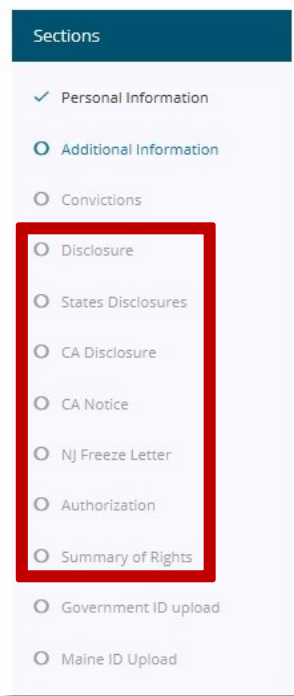 Sections
Personal Information
Additional Information
Convictions
Disclosure
States Disclosures
CA Disclosure
CA Notice
NJ Freeze Letter
Authorization
Summary of Rights
Government ID upload
Maine ID Upload